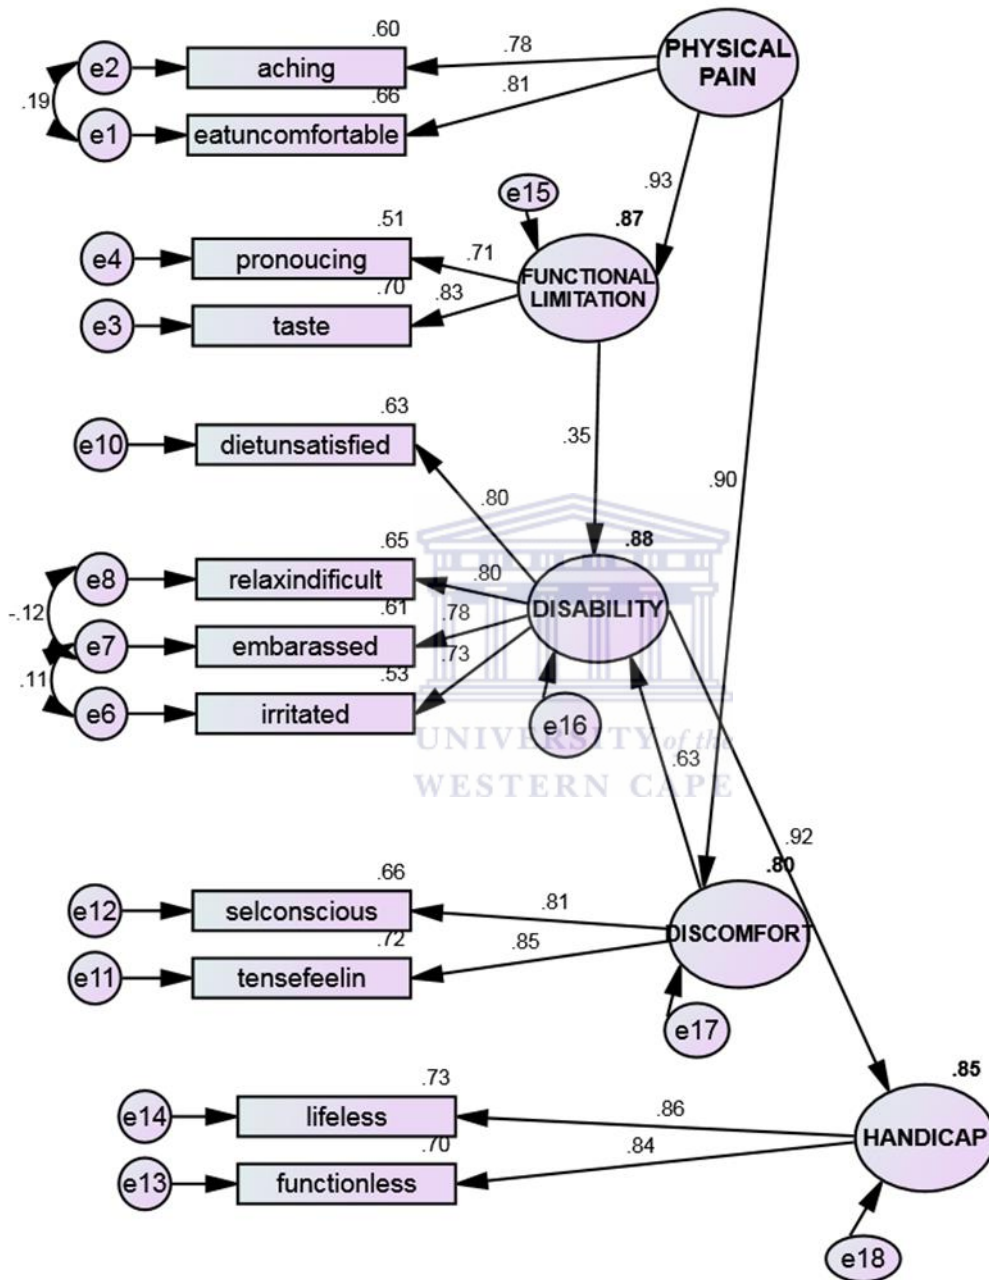 .60
e2
aching
.78
PHYSICAL
PAIN
.19
.66
.81
e1
eatuncomfortable
.93
e15
.87
.51
e4
pronoucing
.71
FUNCTIONAL
LIMITATION
.70
.83
e3
taste
.63
.35
e10
dietunsatisfied
.90
.80
.88
.65
e8
relaxindificult
.80
DISABILITY
-.12
.61
.78
e7
embarassed
.73
.11
.53
e6
irritated
e16
UNIVERSITY of the
WESTERN CAPE
.63
.92
.80
.66
e12
selconscious
.81
DISCOMFORT
.72
.85
e11
tensefeelin
e17
.73
.85
e14
lifeless
.86
HANDICAP
.70
.84
e13
functionless
e18